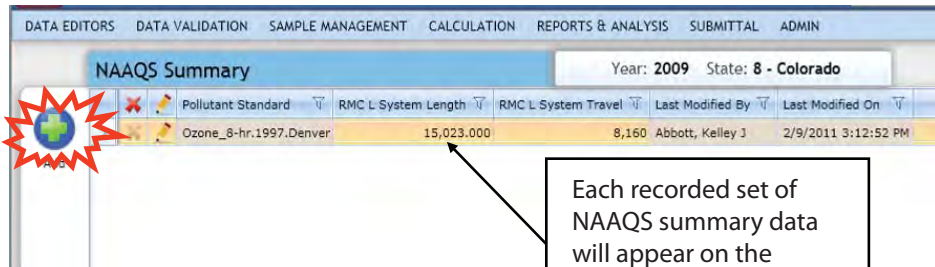 DATA EDITORS DATA VALIDATION SAMPLE MANAGEMENT CALCULATION REPORTS & ANALYSIS SUBMITTAL ADMIN
NAAQS Summary Year: 2009 State: 8 - Colorado
Pollutant Standard RMC L System Length RMC L System Travel Last Modified By Last Modified On
Ozone_8-hr.1997.Denver 15,023.000 8,160 Abbott, Kelley J 2/9/2011 3:12:52 PM
Add
Each recorded set of
NAAQS summary data
will appear on the